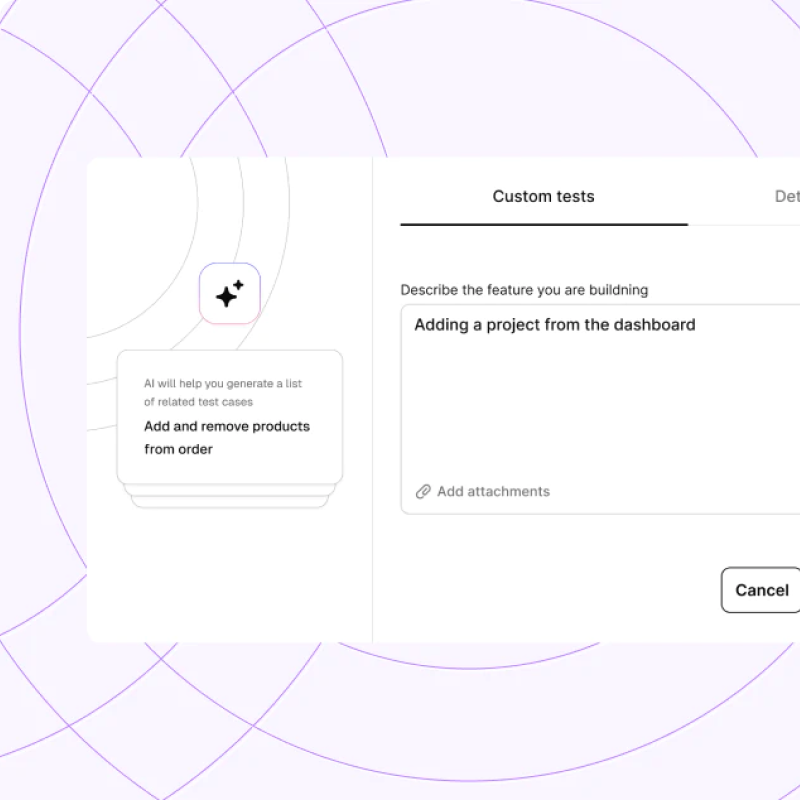 Custom tests
Det
Describe the feature you are buildning
Adding a project from the dashboard
Add attachments
Cancel
AI will help you generate a list
of related test cases
Add and remove products
from order